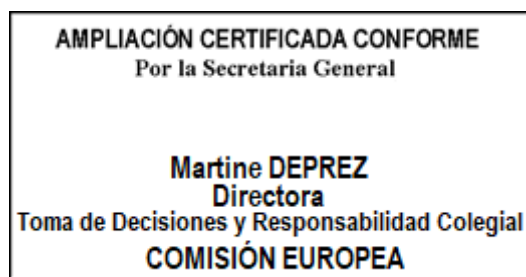 AMPLIACIÓN CERTIFICADA CONFORME
Por la Secretaria General
Martine DEPREZ
Directora
Toma de Decisiones y Responsabilidad Colegial
COMISIÓN EUROPEA